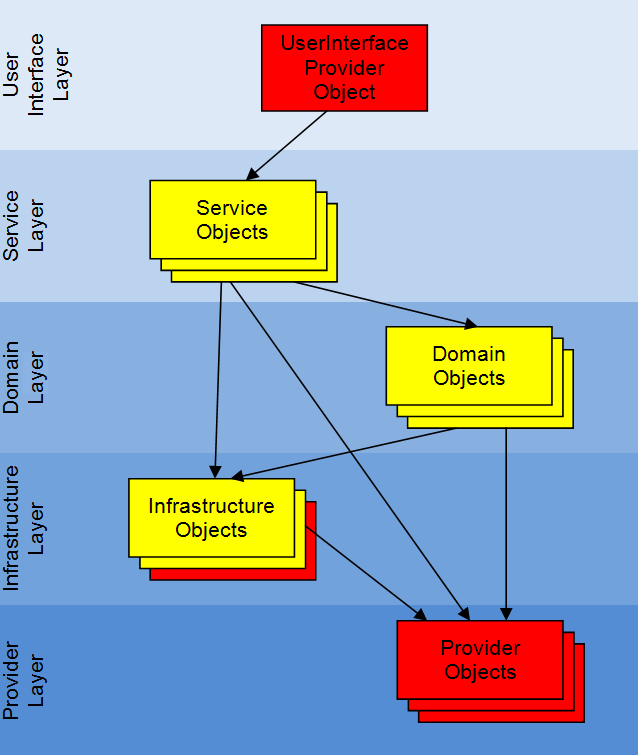 User
Interface
Layer
UserInterface
Provider
Object
Service
Layer
Service
Objects
Domain
Layer
Domain
Objects
Infrastructure
Layer
Infrastructure
Objects
Provider
Layer
Provider
Objects